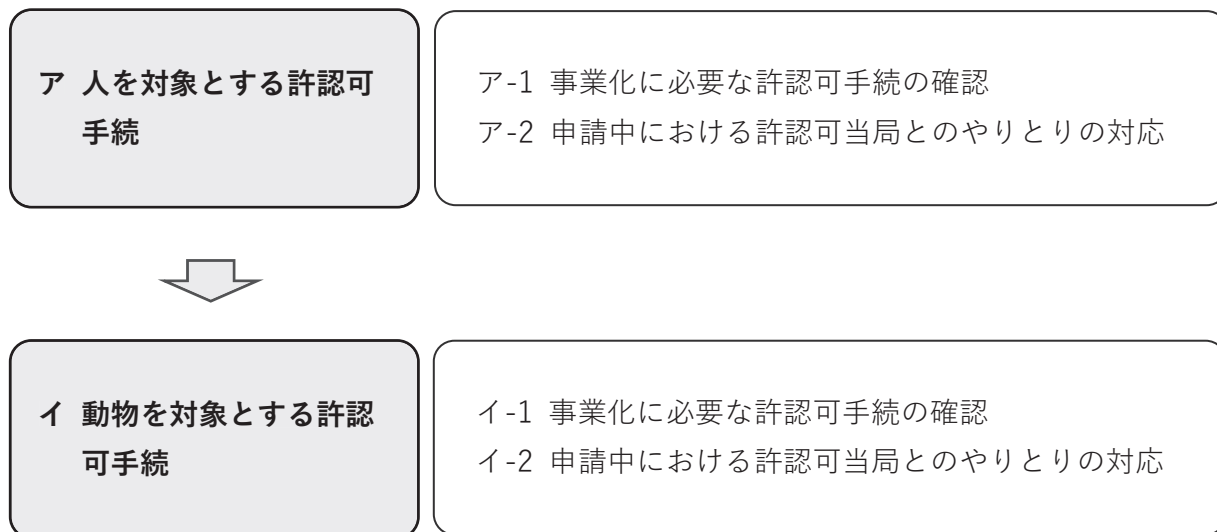 ア 人を対象とする許認可
手続
ア-1 事業化に必要な許認可手続の確認
ア-2 申請中における許認可当局とのやりとりの対応
イ 動物を対象とする許認
可手続
イ-1 事業化に必要な許認可手続の確認
イ-2 申請中における許認可当局とのやりとりの対応